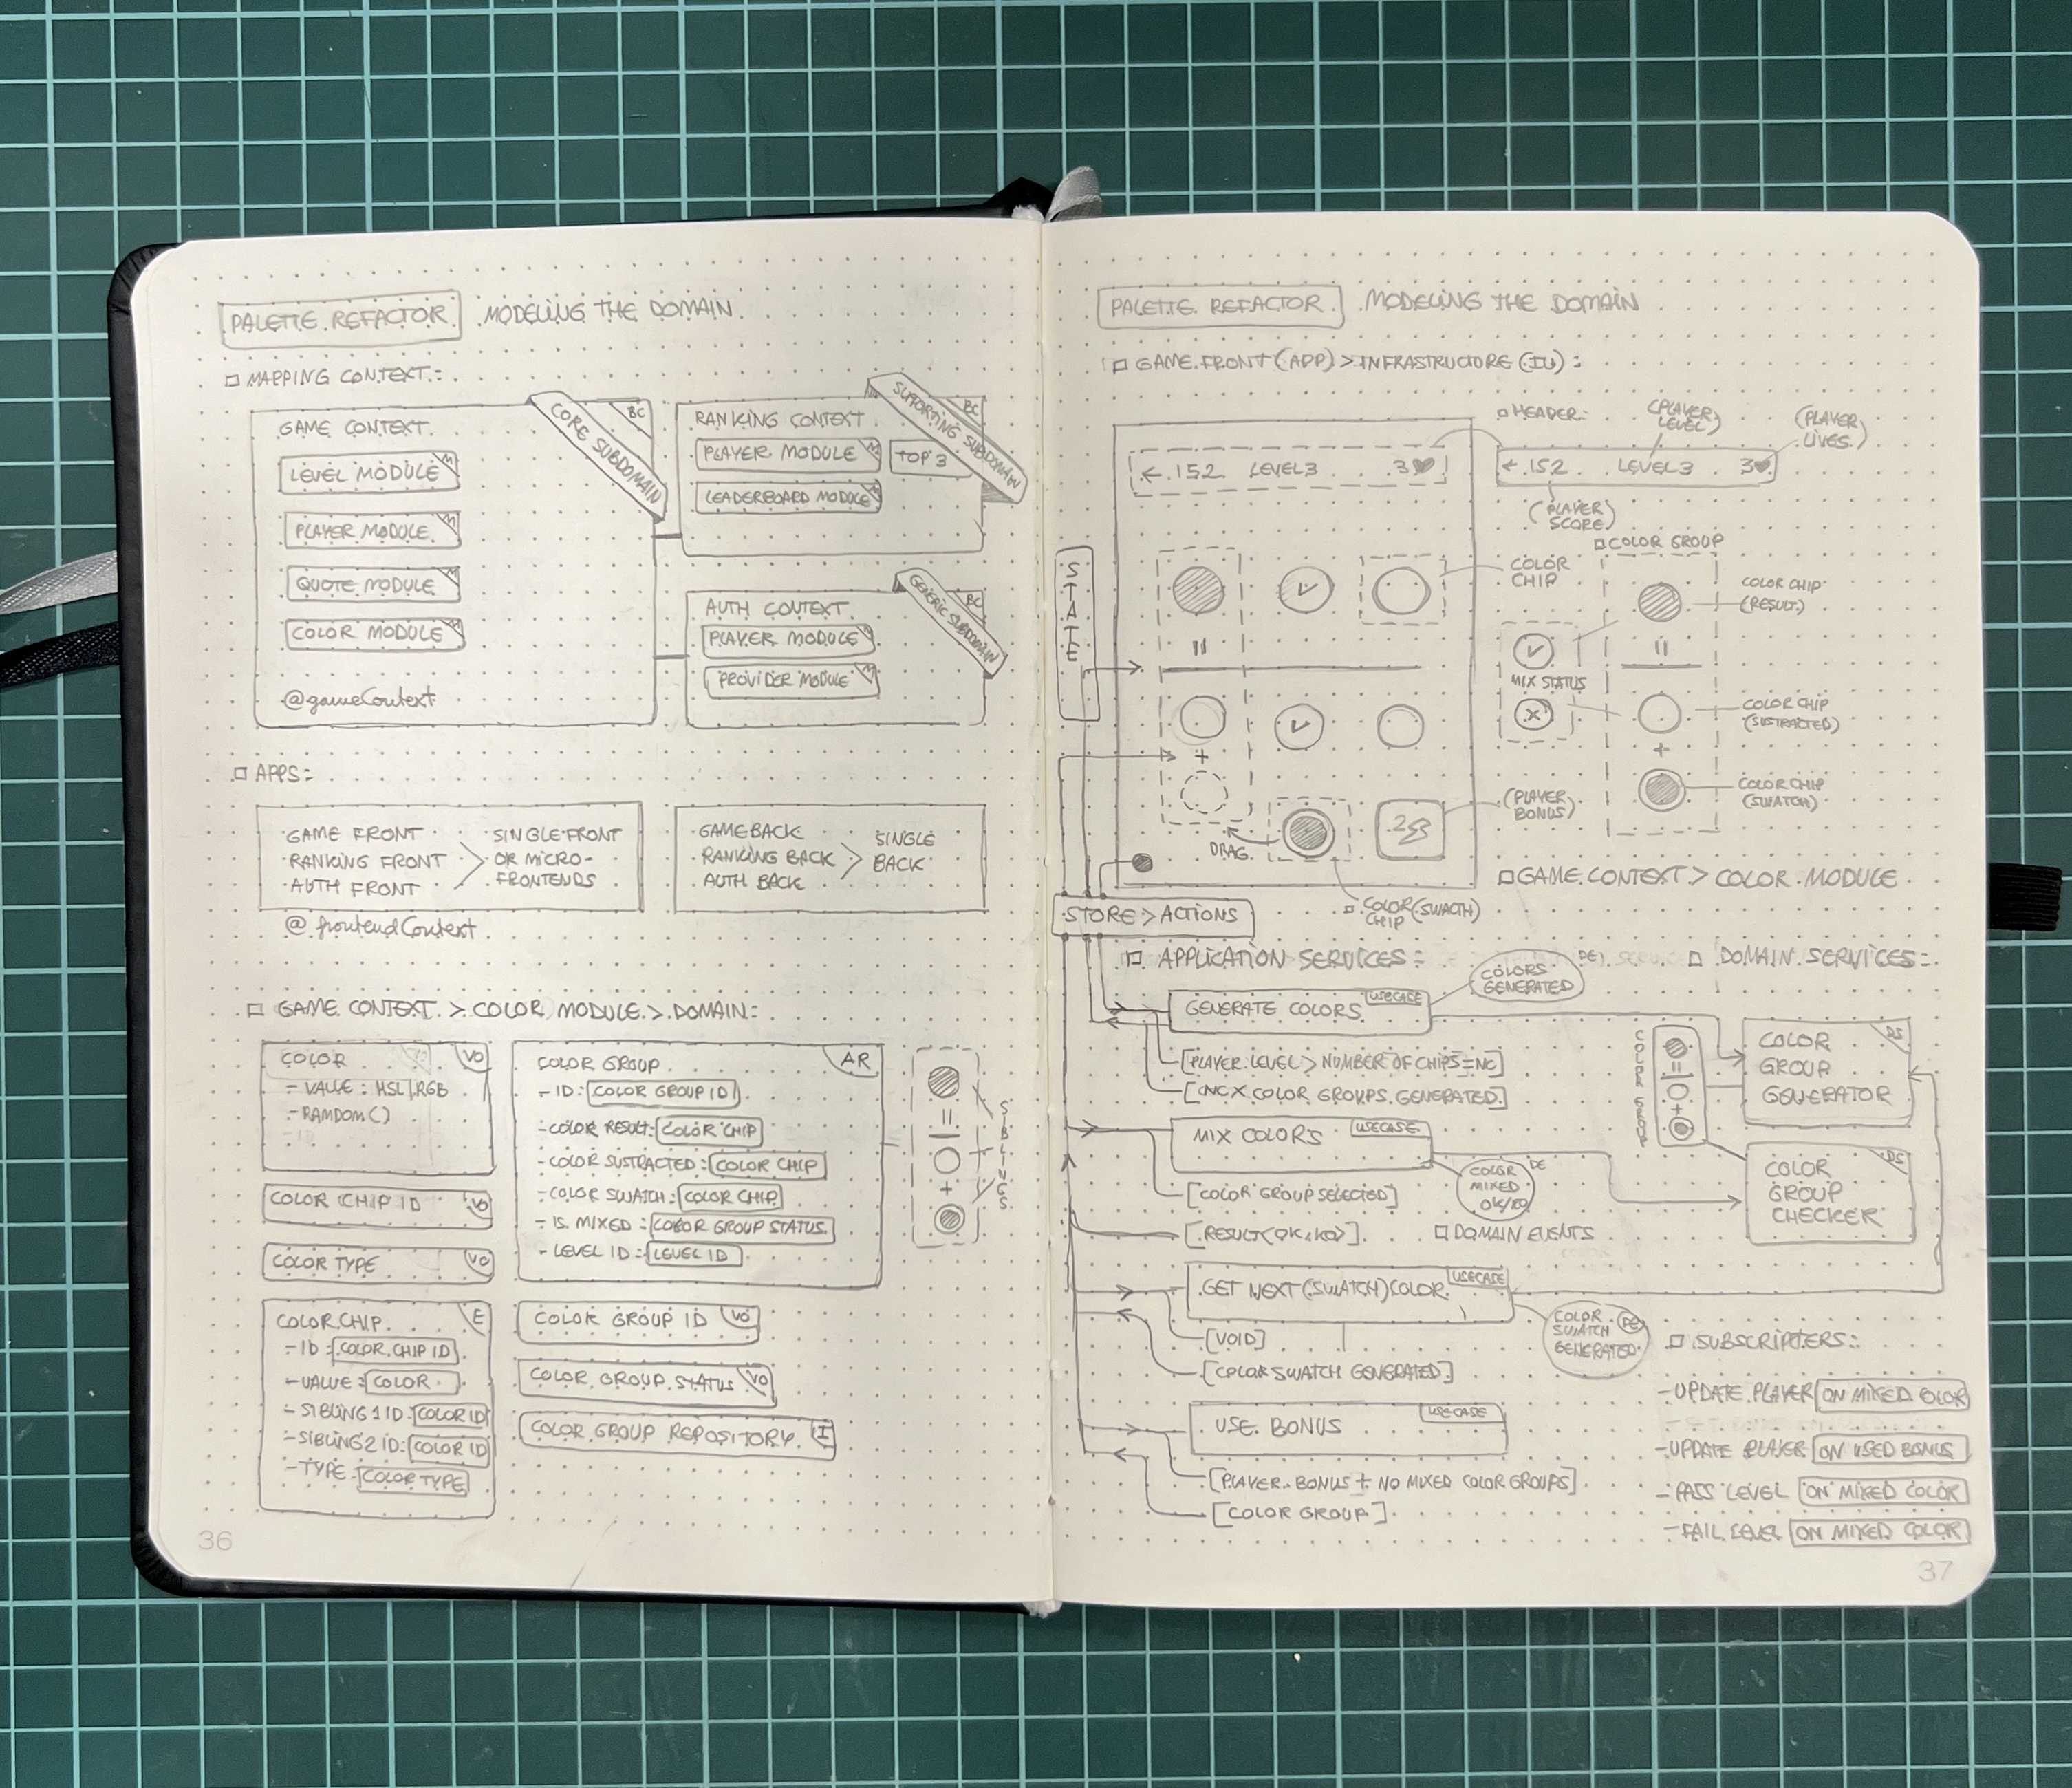 PALETTE REFACTOR MODELING THE DOMAIN
MAPPING CONTEXT:
GAME CONTEXT
BC
CORE SUBDOMAIN
LEVEL MODULE M
PLAYER MODULE M
QUOTE MODULE M
COLOR MODULE M
@gameContext
RANKING CONTEXT
BC
SUPPORTING SUBDOMAIN
PLAYER MODULE M
TOP 3
LEADERBOARD MODULE
AUTH CONTEXT
BC
GENERIC SUBDOMAIN
PLAYER MODULE
PROVIDER MODULE M
APPS:
GAME FRONT
RANKING FRONT
AUTH FRONT
SINGLE FRONT
OR MICRO-
FRONTENDS
GAME BACK
RANKING BACK
AUTH BACK
SINGLE
BACK
@frontendContext
GAME CONTEXT > COLOR MODULE > DOMAIN:
COLOR VO
- VALUE: HSL|RGB
- RANDOM()
COLOR CHIP ID VO
COLOR TYPE VO
COLOR CHIP E
- ID: COLOR CHIP ID
- VALUE: COLOR
- SIBLING 1 ID: COLOR ID
- SIBLING 2 ID: COLOR ID
- TYPE: COLOR TYPE
COLOR GROUP AR
- ID: COLOR GROUP ID
- COLOR RESULT: COLOR CHIP
- COLOR SUSTRACTED: COLOR CHIP
- COLOR SWATCH: COLOR CHIP
- IS MIXED: COLOR GROUP STATUS
- LEVEL ID: LEVEL ID
=
+
SIBLINGS
COLOR GROUP ID VO
COLOR GROUP STATUS VO
COLOR GROUP REPOSITORY I
36
PALETTE REFACTOR MODELING THE DOMAIN
GAME FRONT (APP) > INFRASTRUCTORE (IU):
STATE
← 152 LEVEL 3 3♥
HEADER:
(PLAYER
LEVEL)
(PLAYER
LIVES)
← 152 LEVEL 3 3♥
(PLAYER
SCORE)
COLOR
CHIP
COLOR GROUP
COLOR CHIP
(RESULT)
MIX STATUS
COLOR CHIP
(SUSTRACTED)
COLOR CHIP
(SWATCH)
=
+
+
2
(PLAYER
BONUS)
DRAG
COLOR (SWACTH)
CHIP
GAME CONTEXT > COLOR MODULE
STORE > ACTIONS
APPLICATION SERVICES:
DOMAIN SERVICES:
GENERATE COLORS USECASE
COLORS
GENERATED
DE
[PLAYER LEVEL > NUMBER OF CHIPS = NC]
[NC X COLOR GROUPS GENERATED]
COLOR GROUP
=
+
COLOR
GROUP
GENERATOR
DS
MIX COLORS USECASE
COLOR
MIXED
OK/KO
DE
[COLOR GROUP SELECTED]
[RESULT<OK,KO>]
DOMAIN EVENTS
COLOR
GROUP
CHECKER
DS
GET NEXT (SWATCH) COLOR USECASE
COLOR
SWATCH
GENERATED
DE
[VOID]
[COLOR SWATCH GENERATED]
USE BONUS USECASE
[PLAYER BONUS + NO MIXED COLOR GROUPS]
[COLOR GROUP]
SUBSCRIPTERS:
- UPDATE PLAYER ON MIXED COLOR
- UPDATE PLAYER ON USED BONUS
- PASS LEVEL ON MIXED COLOR
- FAIL LEVEL ON MIXED COLOR
37